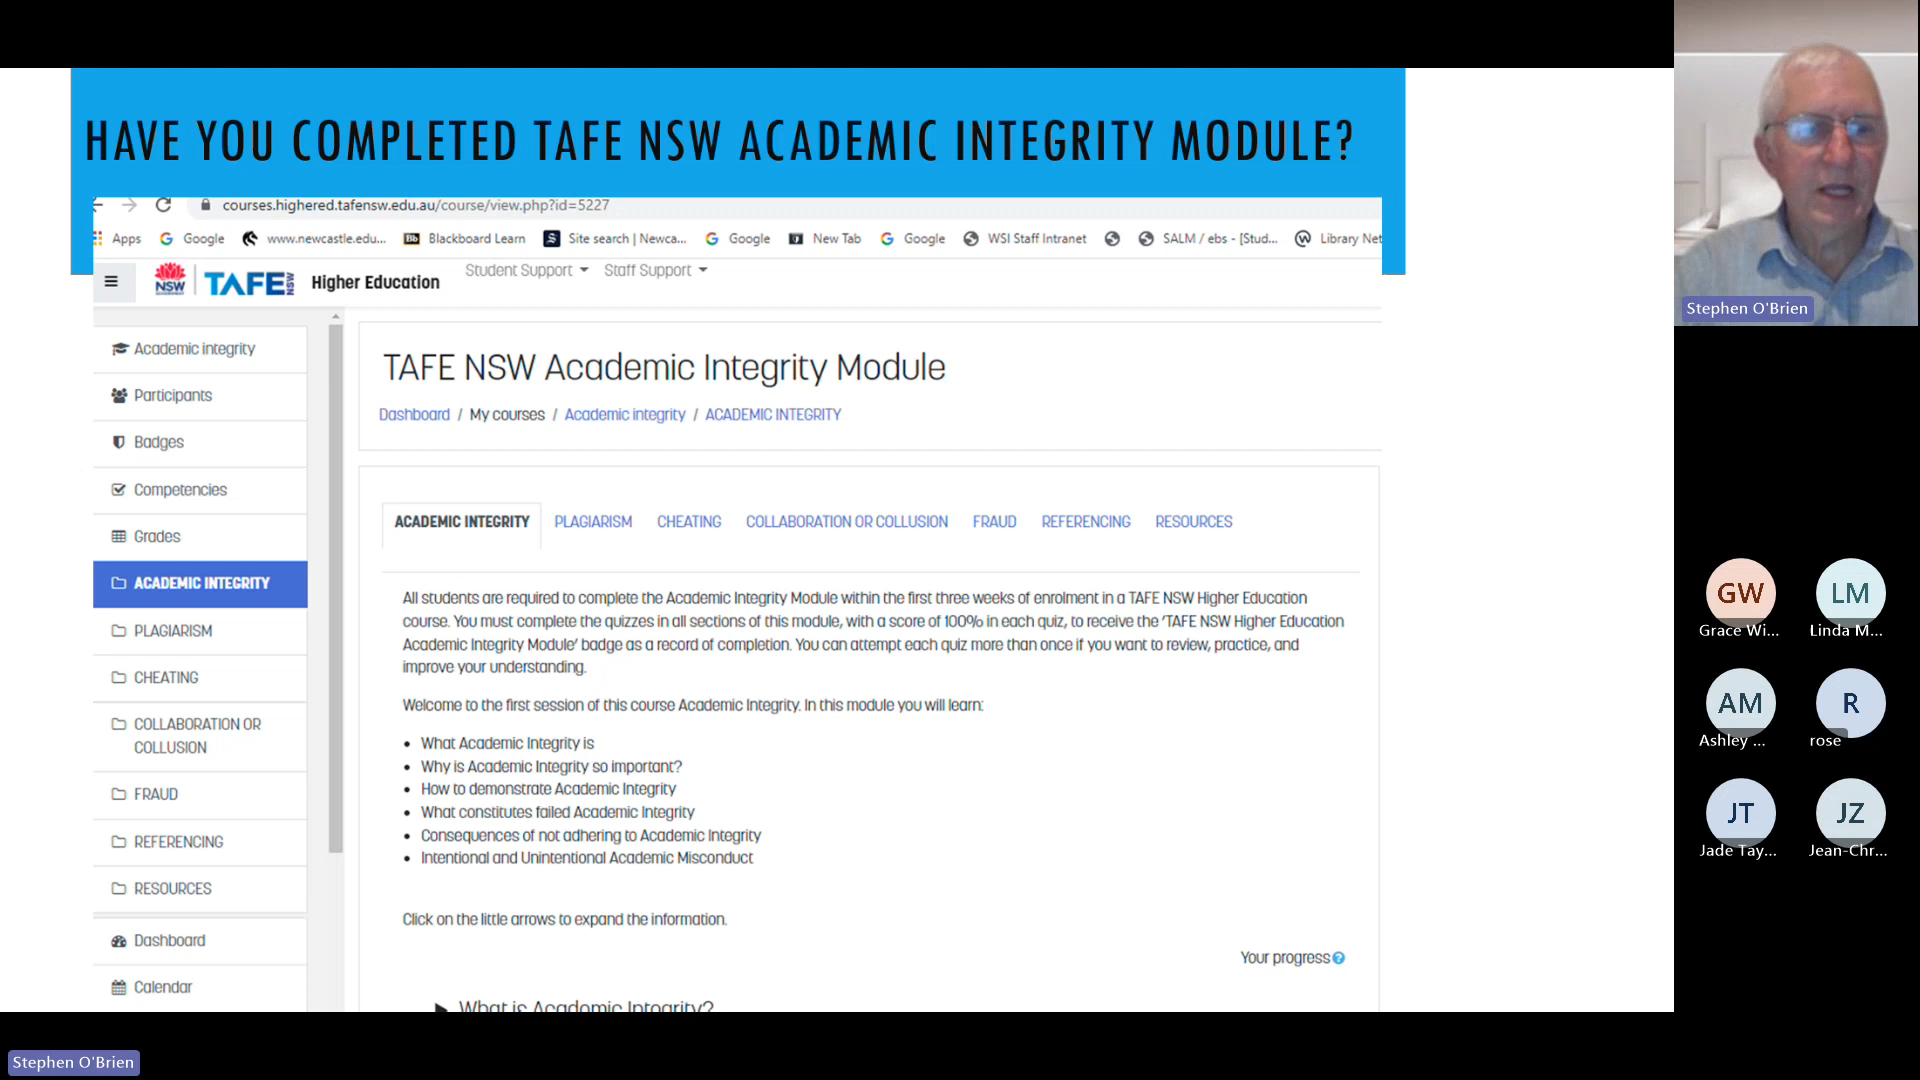 HAVE YOU COMPLETED TAFE NSW ACADEMIC INTEGRITY MODULE?
courses.highered.tafensw.edu.au/course/view.php?id=5227
Apps Google www.newcastle.edu... Bb Blackboard Learn S Site search | Newca... Google New Tab Google WSI Staff Intranet SALM / ebs - [Stud... Library Net
NSW TAFE NSW Higher Education Student Support Staff Support
Academic integrity
Participants
Badges
Competencies
Grades
ACADEMIC INTEGRITY
PLAGIARISM
CHEATING
COLLABORATION OR
COLLUSION
FRAUD
REFERENCING
RESOURCES
Dashboard
Calendar
TAFE NSW Academic Integrity Module
Dashboard / My courses / Academic integrity / ACADEMIC INTEGRITY
ACADEMIC INTEGRITY PLAGIARISM CHEATING COLLABORATION OR COLLUSION FRAUD REFERENCING RESOURCES
All students are required to complete the Academic Integrity Module within the first three weeks of enrolment in a TAFE NSW Higher Education
course. You must complete the quizzes in all sections of this module, with a score of 100% in each quiz, to receive the 'TAFE NSW Higher Education
Academic Integrity Module' badge as a record of completion. You can attempt each quiz more than once if you want to review, practice, and
improve your understanding.
Welcome to the first session of this course Academic Integrity. In this module you will learn:
• What Academic Integrity is
• Why is Academic Integrity so important?
• How to demonstrate Academic Integrity
• What constitutes failed Academic Integrity
• Consequences of not adhering to Academic Integrity
• Intentional and Unintentional Academic Misconduct
Click on the little arrows to expand the information.
Your progress
What is Academic Integrity?
Stephen O'Brien
GW LM
Grace Wi... Linda M...
AM R
Ashley ... rose
JT JZ
Jade Tay... Jean-Chr...
Stephen O'Brien